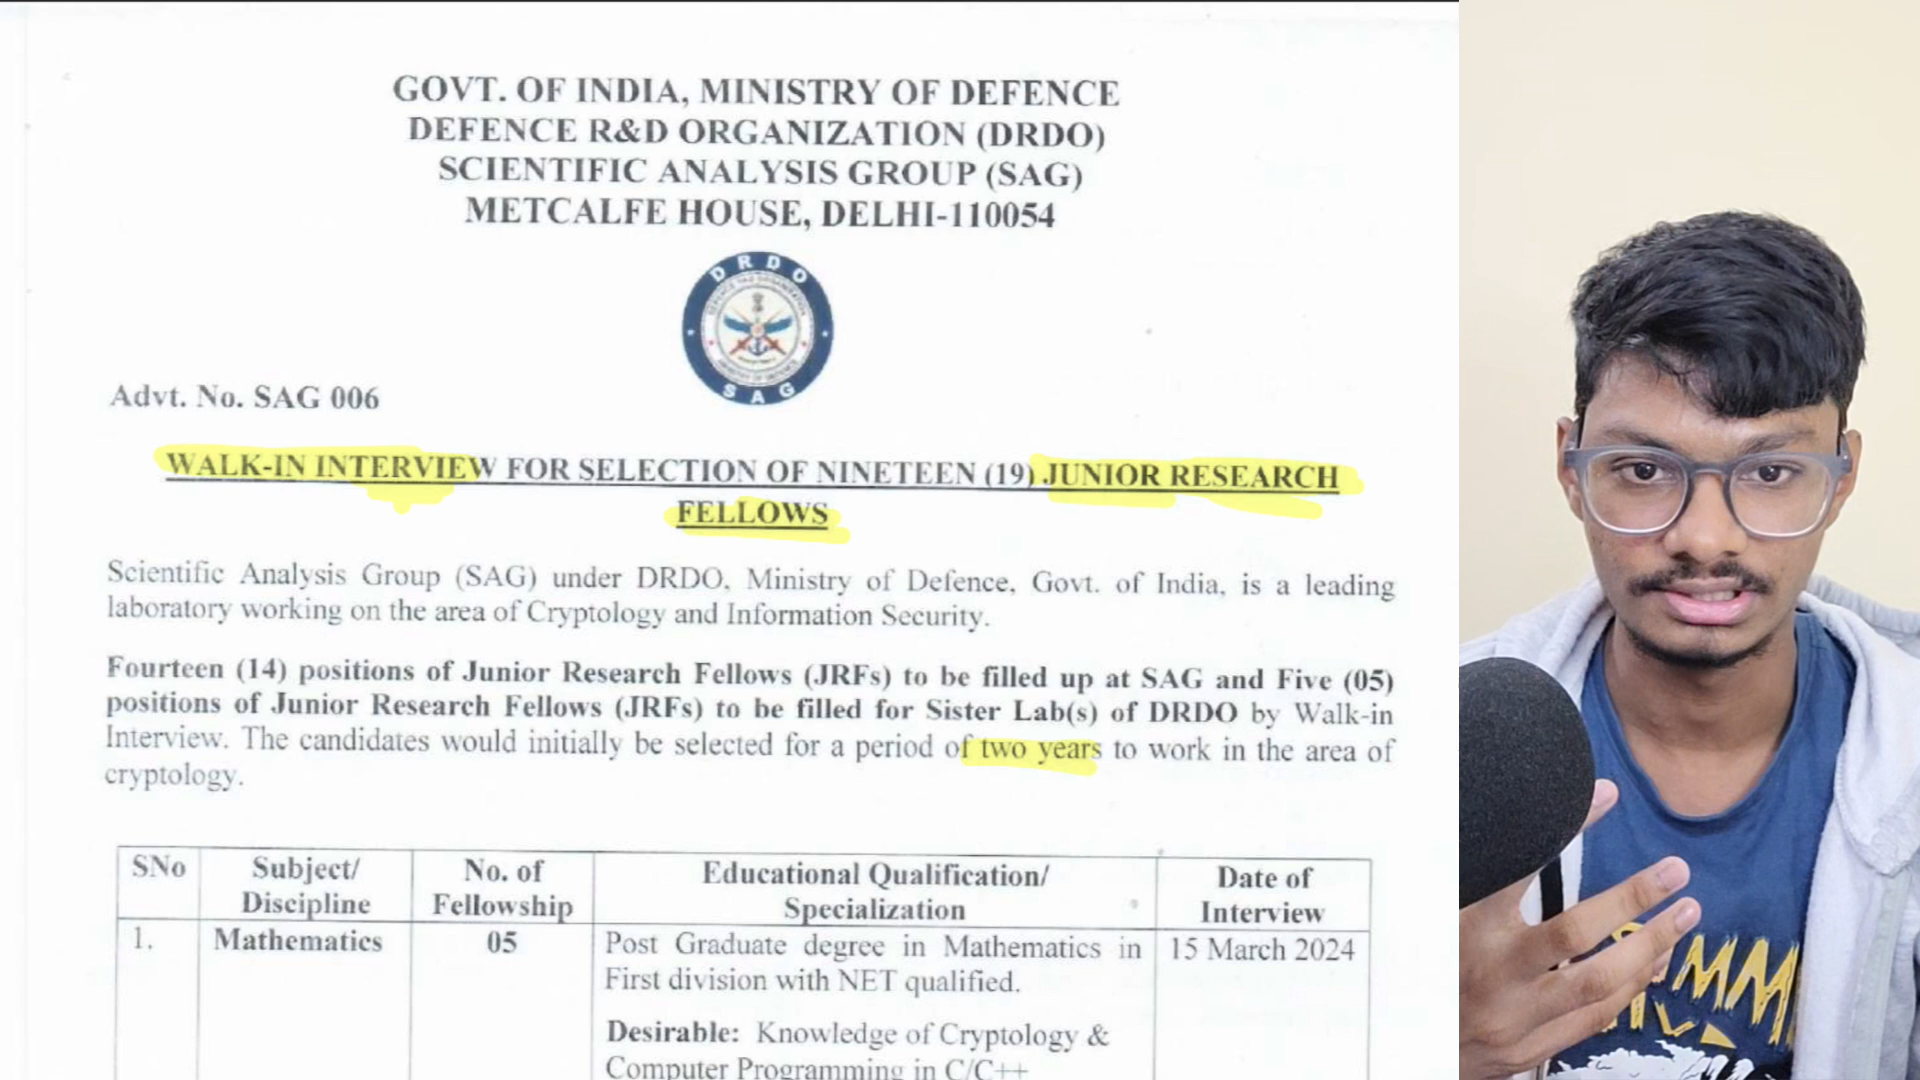 GOVT. OF INDIA, MINISTRY OF DEFENCE
DEFENCE R&D ORGANIZATION (DRDO)
SCIENTIFIC ANALYSIS GROUP (SAG)
METCALFE HOUSE, DELHI-110054
DRDO
SAG
Advt. No. SAG 006
WALK-IN INTERVIEW FOR SELECTION OF NINETEEN (19) JUNIOR RESEARCH
FELLOWS
Scientific Analysis Group (SAG) under DRDO, Ministry of Defence, Govt. of India, is a leading
laboratory working on the area of Cryptology and Information Security.
Fourteen (14) positions of Junior Research Fellows (JRFs) to be filled up at SAG and Five (05)
positions of Junior Research Fellows (JRFs) to be filled for Sister Lab(s) of DRDO by Walk-in
Interview. The candidates would initially be selected for a period of two years to work in the area of
cryptology.
SNo
Subject/
Discipline
No. of
Fellowship
Educational Qualification/
Specialization
Date of
Interview
1.
Mathematics
05
Post Graduate degree in Mathematics in
First division with NET qualified.
Desirable: Knowledge of Cryptology &
Computer Programming in C/C++
15 March 2024